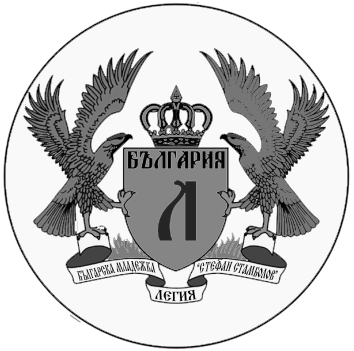 БЪЛГАРИЯ
Л
БЪЛГАРСКА МЛАДЕЖКА
ЛЕГИЯ
"СТЕФАН СТАМБОЛОВ"